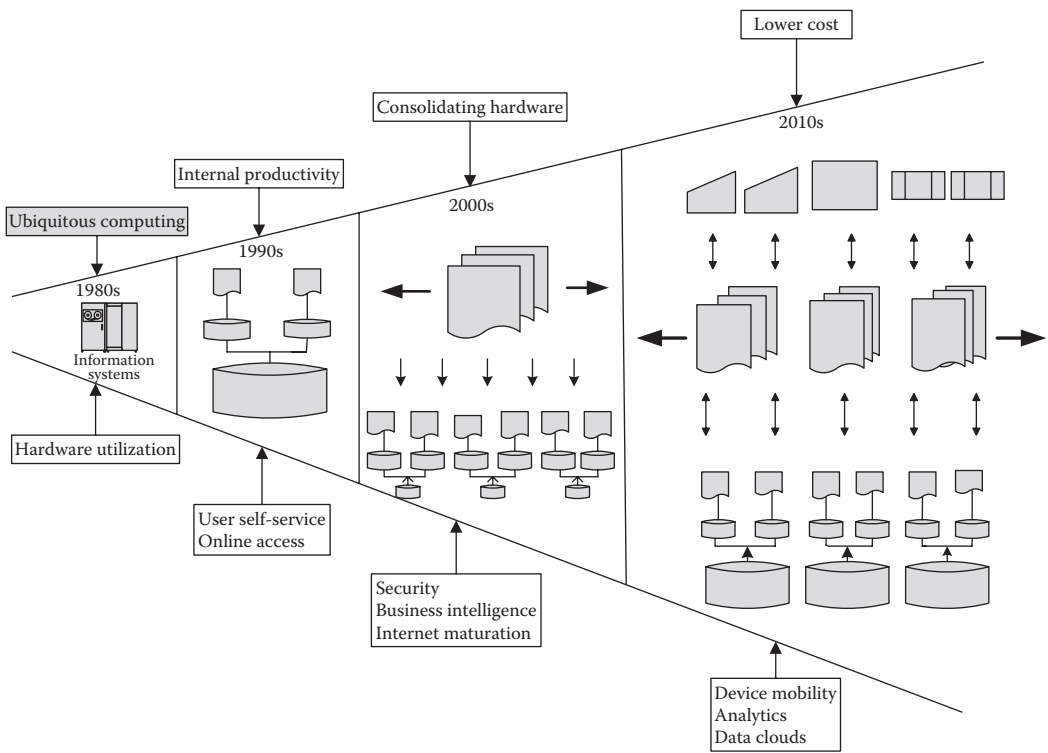 Lower cost
Consolidating hardware
2010s
Internal productivity
2000s
Ubiquitous computing
1990s
1980s
Information
systems
Hardware utilization
User self-service
Online access
Security
Business intelligence
Internet maturation
Device mobility
Analytics
Data clouds